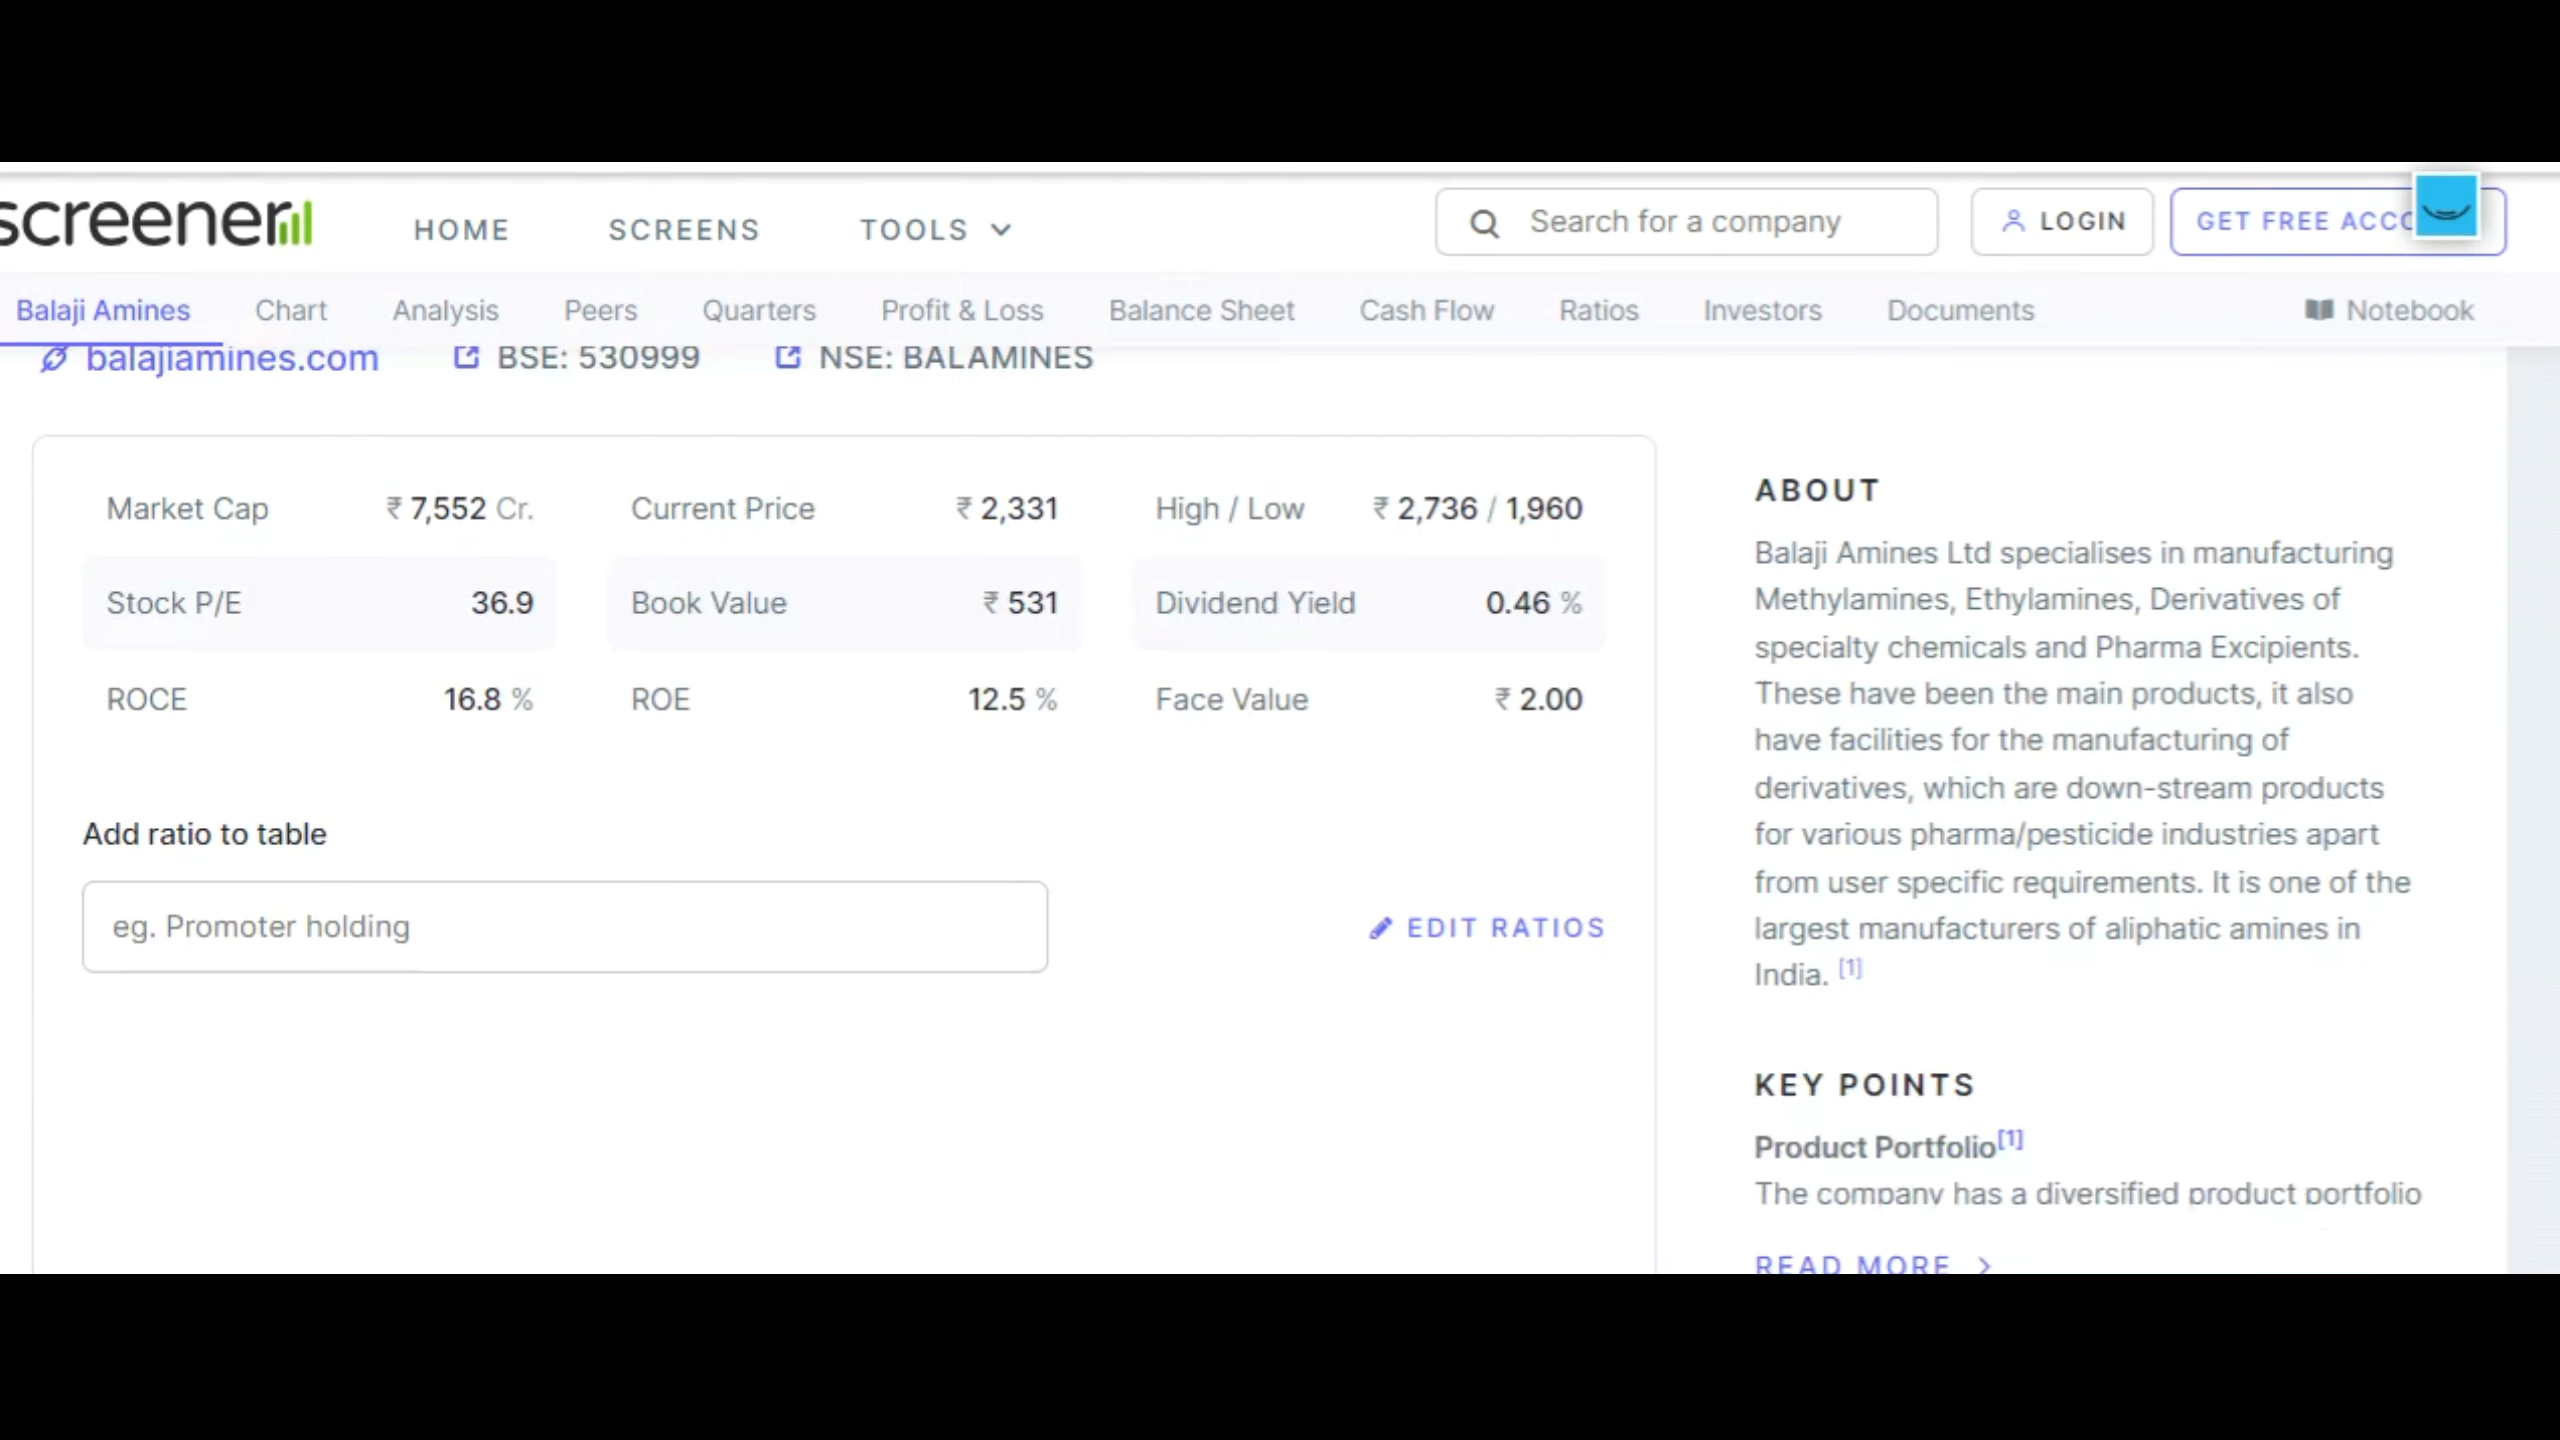 screener HOME SCREENS TOOLS Search for a company LOGIN GET FREE
Balaji Amines Chart Analysis Peers Quarters Profit & Loss Balance Sheet Cash Flow Ratios Investors Documents Notebook
balajiamines.com BSE: 530999 NSE: BALAMINES
Market Cap ₹ 7,552 Cr. Current Price ₹ 2,331 High / Low ₹ 2,736 / 1,960
Stock P/E 36.9 Book Value ₹ 531 Dividend Yield 0.46 %
ROCE 16.8 % ROE 12.5 % Face Value ₹ 2.00
Add ratio to table
eg. Promoter holding
EDIT RATIOS
ABOUT
Balaji Amines Ltd specialises in manufacturing
Methylamines, Ethylamines, Derivatives of
specialty chemicals and Pharma Excipients.
These have been the main products, it also
have facilities for the manufacturing of
derivatives, which are down-stream products
for various pharma/pesticide industries apart
from user specific requirements. It is one of the
largest manufacturers of aliphatic amines in
India. [1]
KEY POINTS
Product Portfolio[1]
The company has a diversified product portfolio
READ MORE